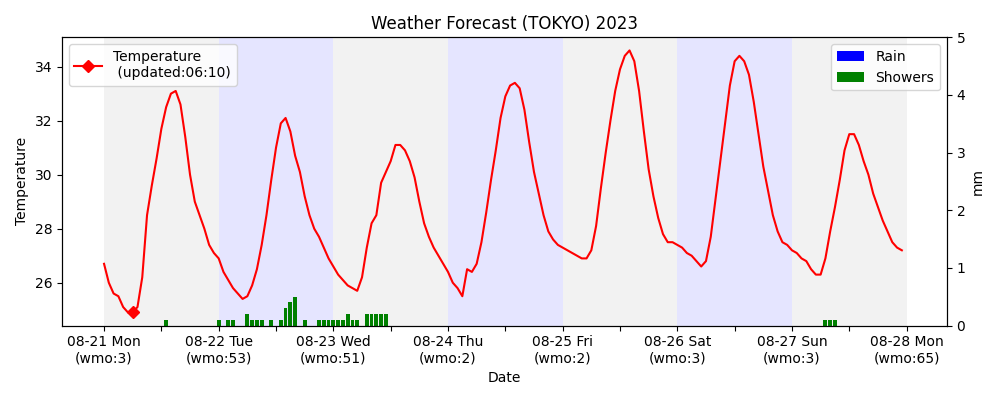 Weather Forecast (TOKYO) 2023
Temperature
(updated:06:10)
Rain
Showers
34
32
30
28
26
Temperature
5
4
3
2
1
0
mm
08-21 Mon
(wmo:3)
08-22 Tue
(wmo:53)
08-23 Wed
(wmo:51)
08-24 Thu
(wmo:2)
08-25 Fri
(wmo:2)
08-26 Sat
(wmo:3)
08-27 Sun
(wmo:3)
08-28 Mon
(wmo:65)
Date